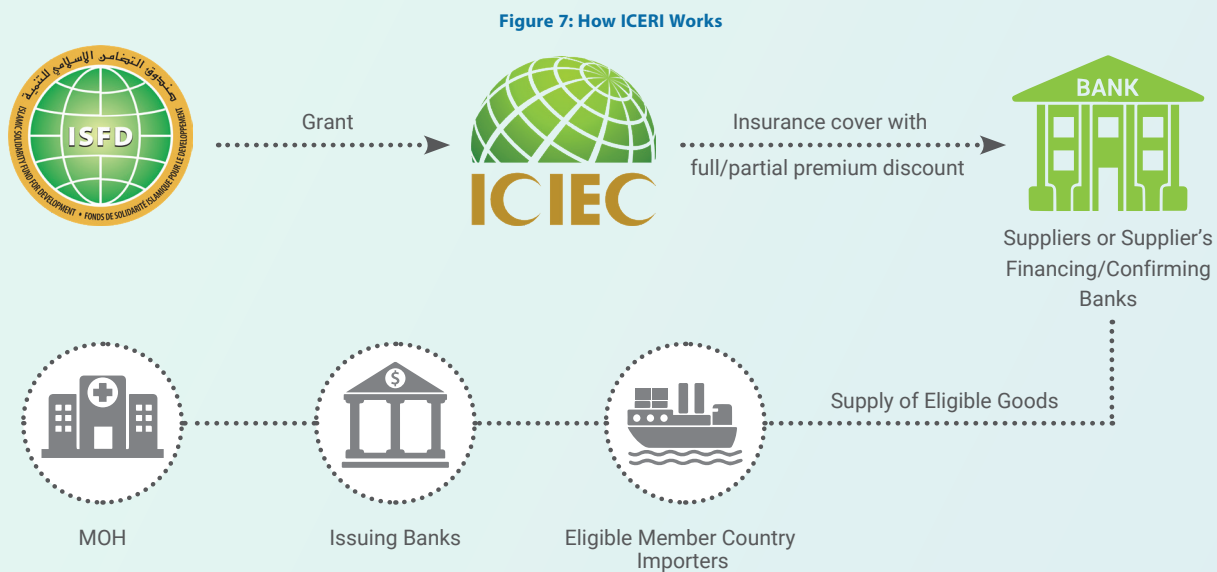 Figure 7: How ICERI Works
صندوق التضامن الإسلامي للتنمية
ISFD
ISLAMIC SOLIDARITY FUND FOR DEVELOPMENT • FONDS DE SOLIDARITÉ ISLAMIQUE POUR LE DEVELOPPEMENT
Grant
ICIEC
Insurance cover with
full/partial premium discount
BANK
Suppliers or Supplier's
Financing/Confirming
Banks
Supply of Eligible Goods
$
MOH
Issuing Banks
Eligible Member Country
Importers